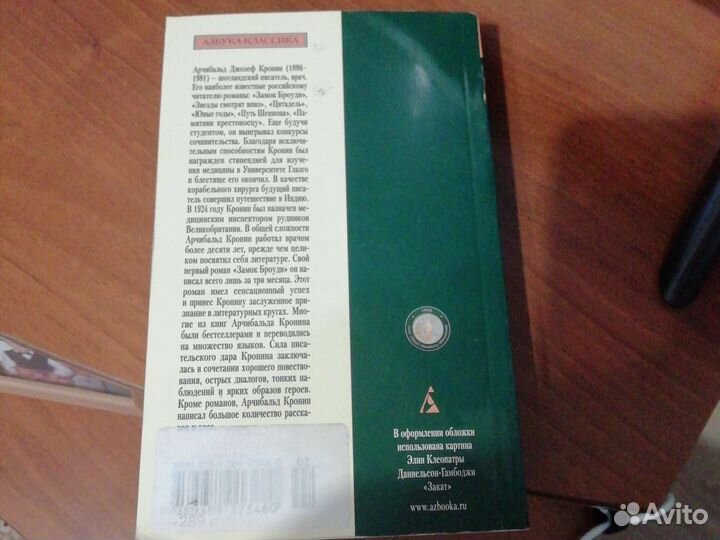 АЗБУКА-КЛАССИКА
Арчибальд Джозеф Кронин (1896–
1981) – шотландский писатель, врач.
Его наиболее известные российскому
читателю романы: «Замок Броуди»,
«Звезды смотрят вниз», «Цитадель»,
«Юные годы», «Путь Шеннона», «Па-
мятник крестоносцу». Еще будучи
студентом, он выигрывал конкурсы
сочинительства. Благодаря исключи-
тельным способностям Кронин был
награжден стипендией для изучения
медицины в Университете Глазго
и блестяще его окончил. В качестве
корабельного хирурга будущий писа-
тель совершил путешествие в Индию.
В 1924 году Кронин был назначен ме-
дицинским инспектором рудников
Великобритании. В общей сложности
Арчибальд Кронин работал врачом
более десяти лет, прежде чем цели-
ком посвятил себя литературе. Свой
первый роман «Замок Броуди» он на-
писал всего лишь за три месяца. Этот
роман имел сенсационный успех
и принес Кронину заслуженное при-
знание в литературных кругах. Мно-
гие из книг Арчибальда Кронина
были бестселлерами и переводились
на множество языков. Сила писа-
тельского дара Кронина заключа-
лась в сочетании хорошего повество-
вания, острых диалогов, тонких на-
блюдений и ярких образов героев.
Кроме романов, Арчибальд Кронин
написал большое количество расска-
289
1998
В оформлении обложки
использована картина
Элин Клеопатры
Даниельсон-Гамбоджи
«Закат»
www.azbooka.ru
Avito